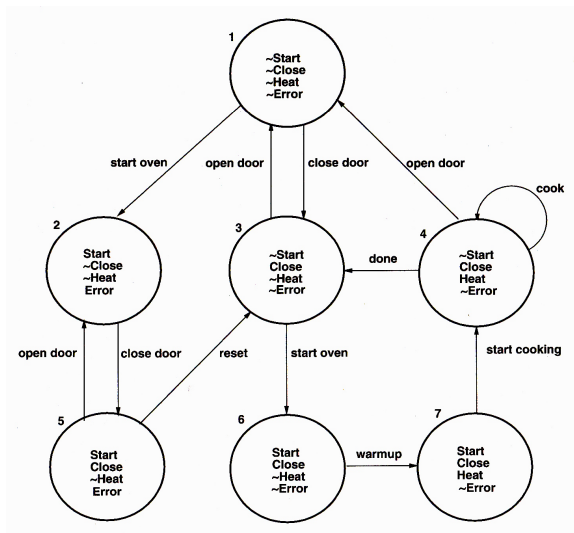 1
~Start
~Close
~Heat
~Error
start oven
open door
close door
open door
cook
2
Start
~Close
~Heat
Error
3
~Start
Close
~Heat
~Error
done
4
~Start
Close
Heat
~Error
open door
close door
reset
start oven
start cooking
5
Start
Close
~Heat
Error
6
Start
Close
~Heat
~Error
warmup
7
Start
Close
Heat
~Error